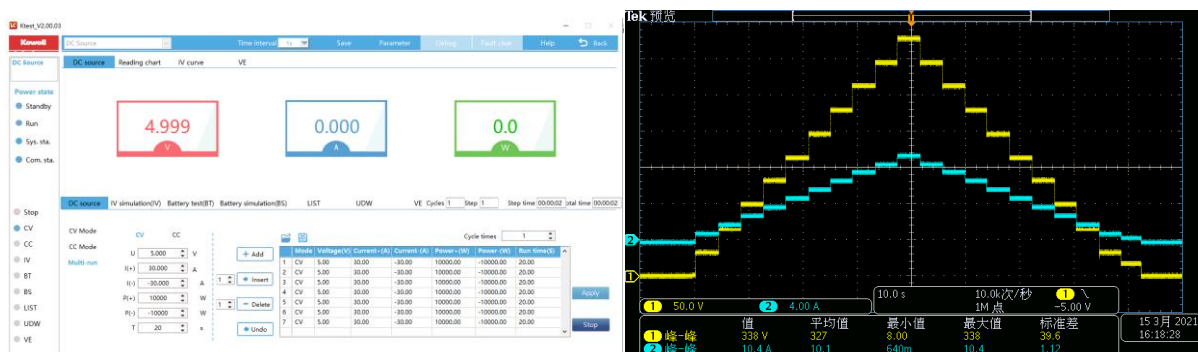 Ktest_V2.00.03
Kewell DC Source Time interval 1s Save Parameter Debug Fault clear Help Back
DC Source
DC source Reading chart IV curve VE
Power state
Standby
Run
Sys. sta.
Com. sta.
4.999
V
0.000
A
0.0
W
DC source IV simulation(IV) Battery test(BT) Battery simulation(BS) LIST UDW VE Cycles 1 Step 1 Step time 00:00:02 otal time 00:00:02
Stop
CV
CC
IV
BT
BS
LIST
UDW
VE
CV Mode
CC Mode
Multi-run
CV CC
U 5.000 V
I(+) 30.000 A
I(-) -30.000 A
P(+) 10000 W
P(-) -10000 W
T 20 s
+ Add
1 Insert
1 − Delete
Undo
Cycle times 1
Mode Voltage(V) Current+(A) Current-(A) Power+(W) Power-(W) Run time(S)
1 CV 5.00 30.00 -30.00 10000.00 -10000.00 20.00
2 CV 5.00 30.00 -30.00 10000.00 -10000.00 20.00
3 CV 5.00 30.00 -30.00 10000.00 -10000.00 20.00
4 CV 5.00 30.00 -30.00 10000.00 -10000.00 20.00
5 CV 5.00 30.00 -30.00 10000.00 -10000.00 20.00
6 CV 5.00 30.00 -30.00 10000.00 -10000.00 20.00
7 CV 5.00 30.00 -30.00 10000.00 -10000.00 20.00
Apply
Stop
Tek 预览
2
1
1 50.0 V 2 4.00 A
10.0 s 10.0k次/秒 1
1M 点 −5.00 V
值 平均值 最小值 最大值 标准差
1 峰−峰 338 V 327 8.00 338 39.6
2 峰−峰 10.4 A 10.1 640m 10.4 1.12
15 3月 2021
16:18:28